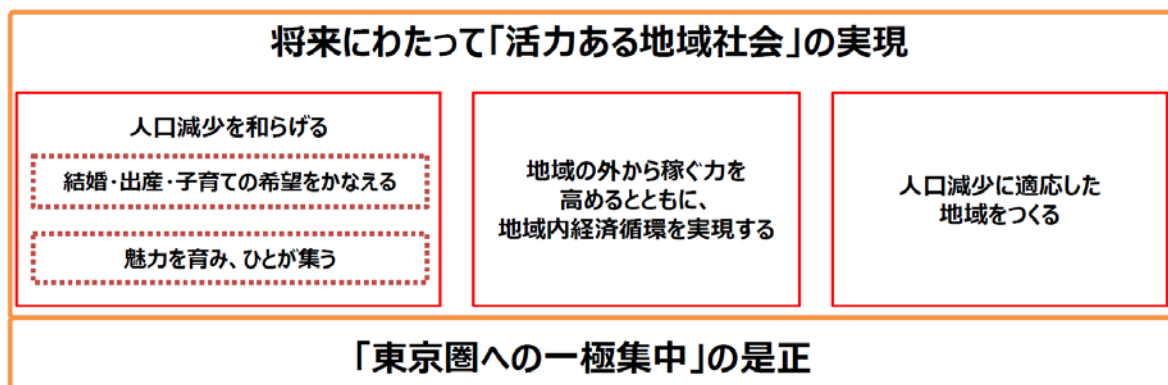 将来にわたって「活力ある地域社会」の実現
人口減少を和らげる
結婚・出産・子育ての希望をかなえる
魅力を育み、ひとが集う
地域の外から稼ぐ力を
高めるとともに、
地域内経済循環を実現する
人口減少に適応した
地域をつくる
「東京圏への一極集中」の是正